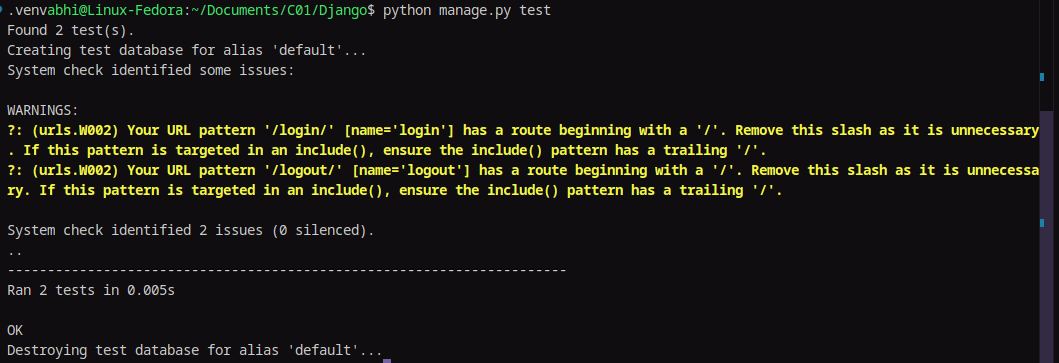 .venvabhi@Linux-Fedora:~/Documents/C01/Django$ python manage.py test
Found 2 test(s).
Creating test database for alias 'default'...
System check identified some issues:
WARNINGS:
?: (urls.W002) Your URL pattern '/login/' [name='login'] has a route beginning with a '/'. Remove this slash as it is unnecessary
. If this pattern is targeted in an include(), ensure the include() pattern has a trailing '/'.
?: (urls.W002) Your URL pattern '/logout/' [name='logout'] has a route beginning with a '/'. Remove this slash as it is unnecessa
ry. If this pattern is targeted in an include(), ensure the include() pattern has a trailing '/'.
System check identified 2 issues (0 silenced).
..
----------------------------------------------------------------------
Ran 2 tests in 0.005s
OK
Destroying test database for alias 'default'...